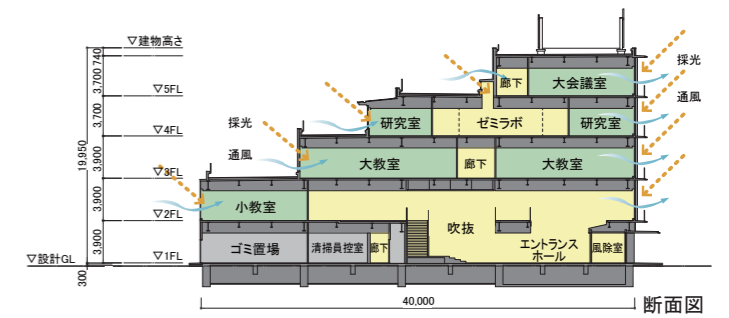 ▽建物高さ
740
3,700
▽5FL
3,700
▽4FL
3,900
▽3FL
3,900
▽2FL
3,900
▽1FL
▽設計GL
300
19,950
採光
通風
採光
通風
廊下
大会議室
研究室
ゼミラボ
研究室
大教室
廊下
大教室
小教室
吹抜
ゴミ置場
清掃員控室
廊下
エントランス
ホール
風除室
40,000
断面図